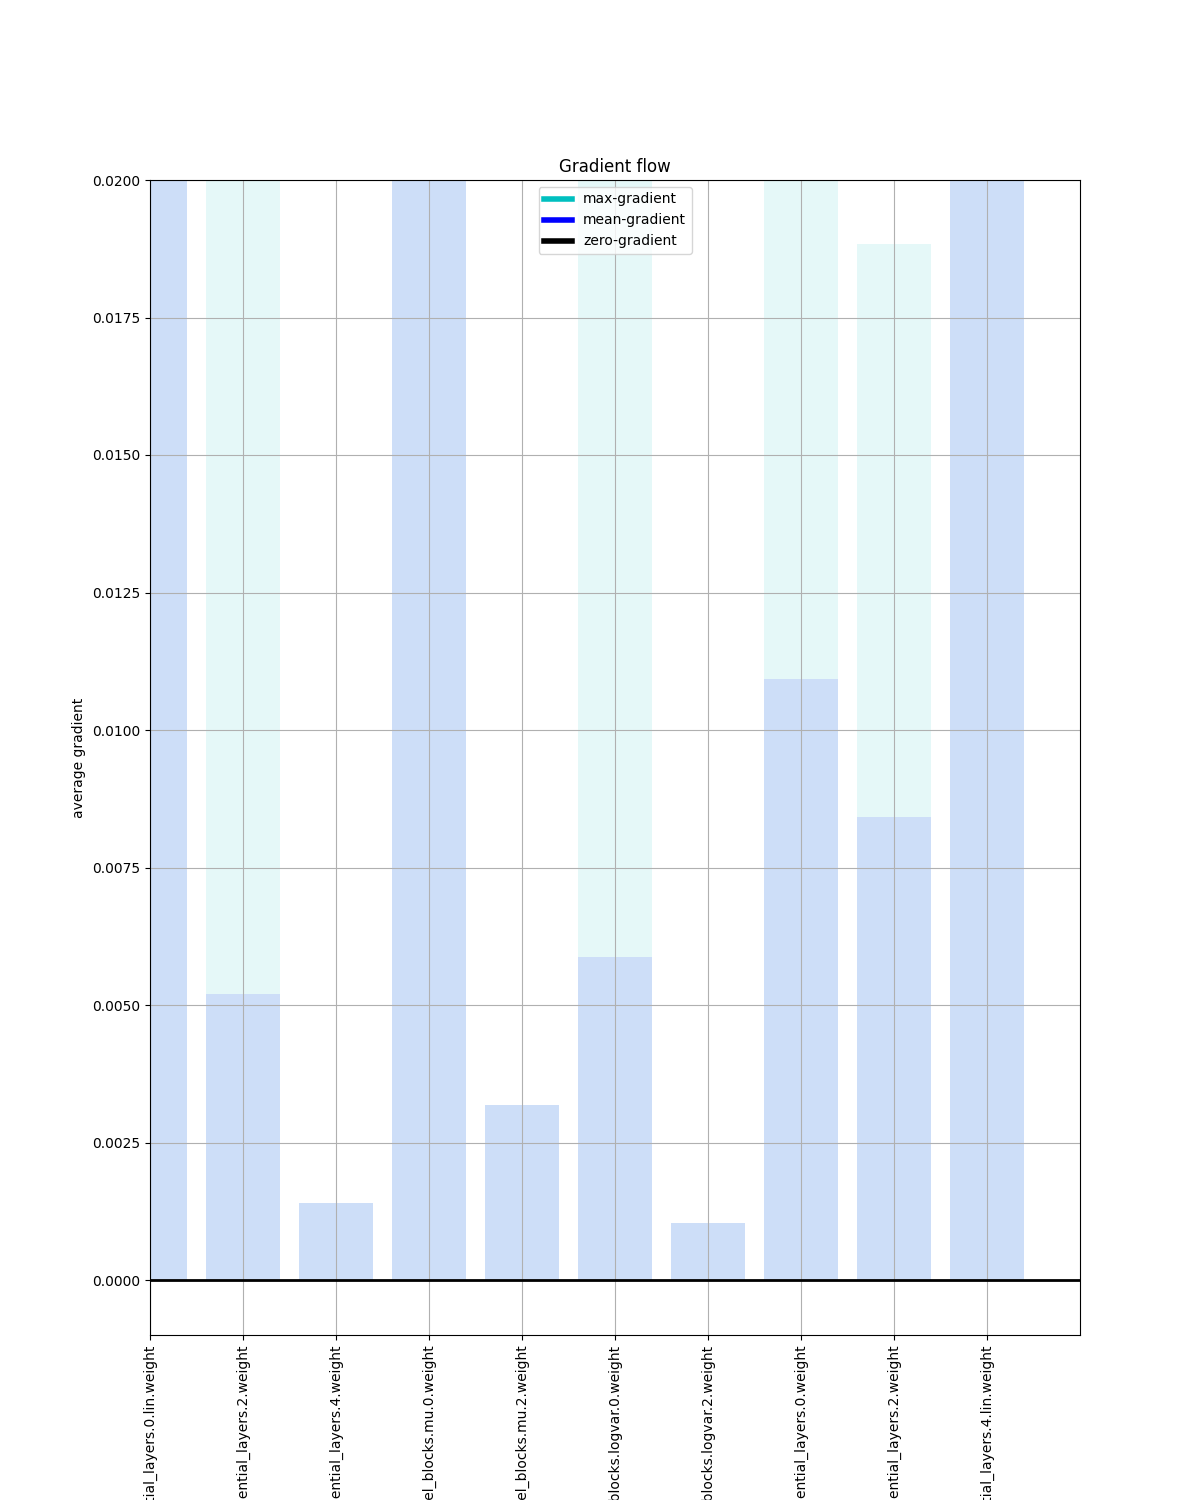 Gradient flow
max-gradient
mean-gradient
zero-gradient
0.0200
0.0175
0.0150
0.0125
0.0100
0.0075
0.0050
0.0025
0.0000
average gradient
tial_layers.0.lin.weight
ential_layers.2.weight
ential_layers.4.weight
el_blocks.mu.0.weight
el_blocks.mu.2.weight
blocks.logvar.0.weight
blocks.logvar.2.weight
ential_layers.0.weight
ential_layers.2.weight
tial_layers.4.lin.weight